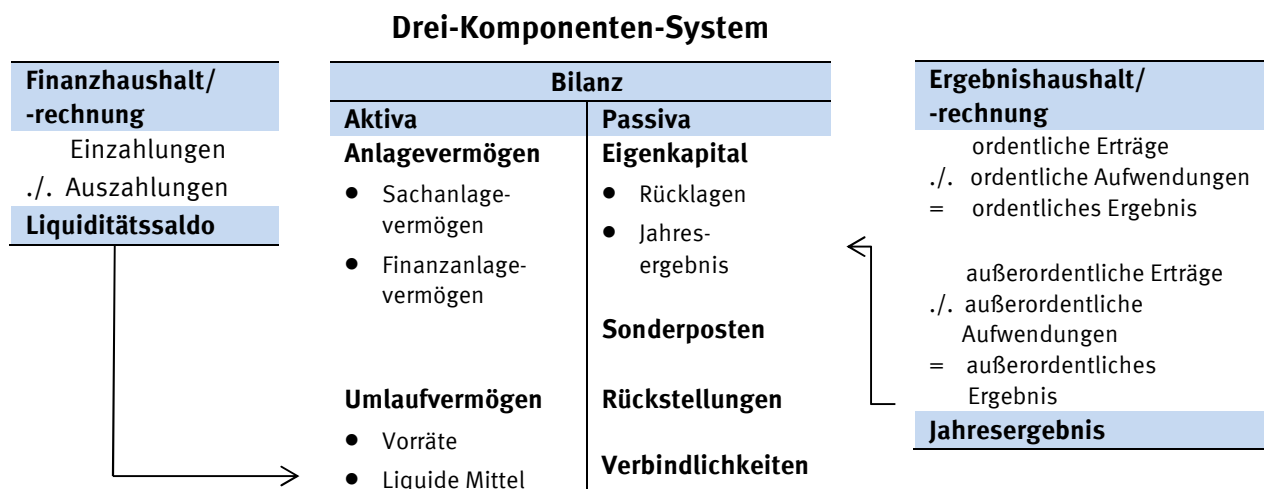 Drei-Komponenten-System
Finanzhaushalt/
-rechnung
Einzahlungen
./. Auszahlungen
Liquiditätssaldo
Bilanz
Aktiva
Anlagevermögen
● Sachanlage-
vermögen
● Finanzanlage-
vermögen
Umlaufvermögen
● Vorräte
● Liquide Mittel
Passiva
Eigenkapital
● Rücklagen
● Jahres-
ergebnis
Sonderposten
Rückstellungen
Verbindlichkeiten
Ergebnishaushalt/
-rechnung
ordentliche Erträge
./. ordentliche Aufwendungen
= ordentliches Ergebnis
außerordentliche Erträge
./. außerordentliche
Aufwendungen
= außerordentliches
Ergebnis
Jahresergebnis